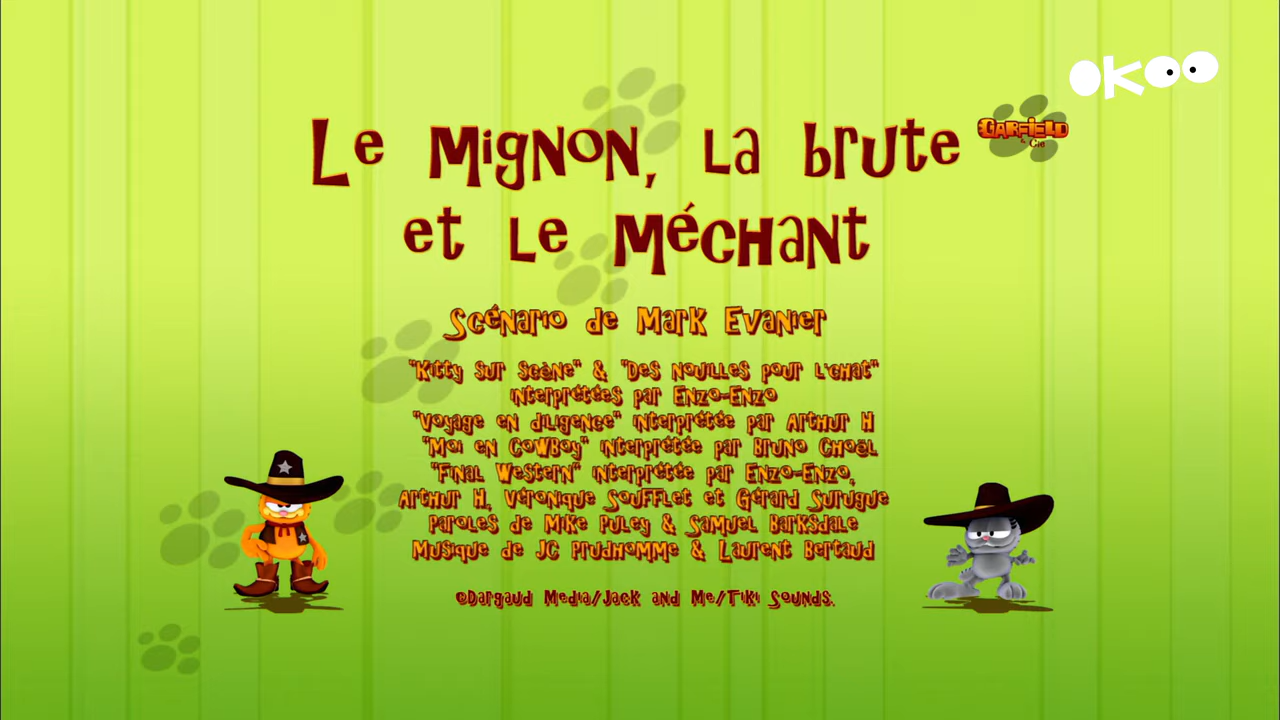 OKOO
Le Mignon, la brute
GARFiELD
& Cie
et le Méchant
Scénario de Mark Evanier
"Kitty sur scène" & "Des nouilles pour l'chat"
interprétées par Enzo-Enzo
"Voyage en diligence" interprétée par Arthur H
"Moi en Cowboy" interprétée par Bruno Choël
"Final Western" interprétée par Enzo-Enzo,
Arthur H, Véronique Soufflet et Gérard Surugue
Paroles de Mike Puley & Samuel Barksdale
Musique de JC Prudhomme & Laurent Bertaud
©Dargaud Media/Jack and Me/Tiki Sounds.